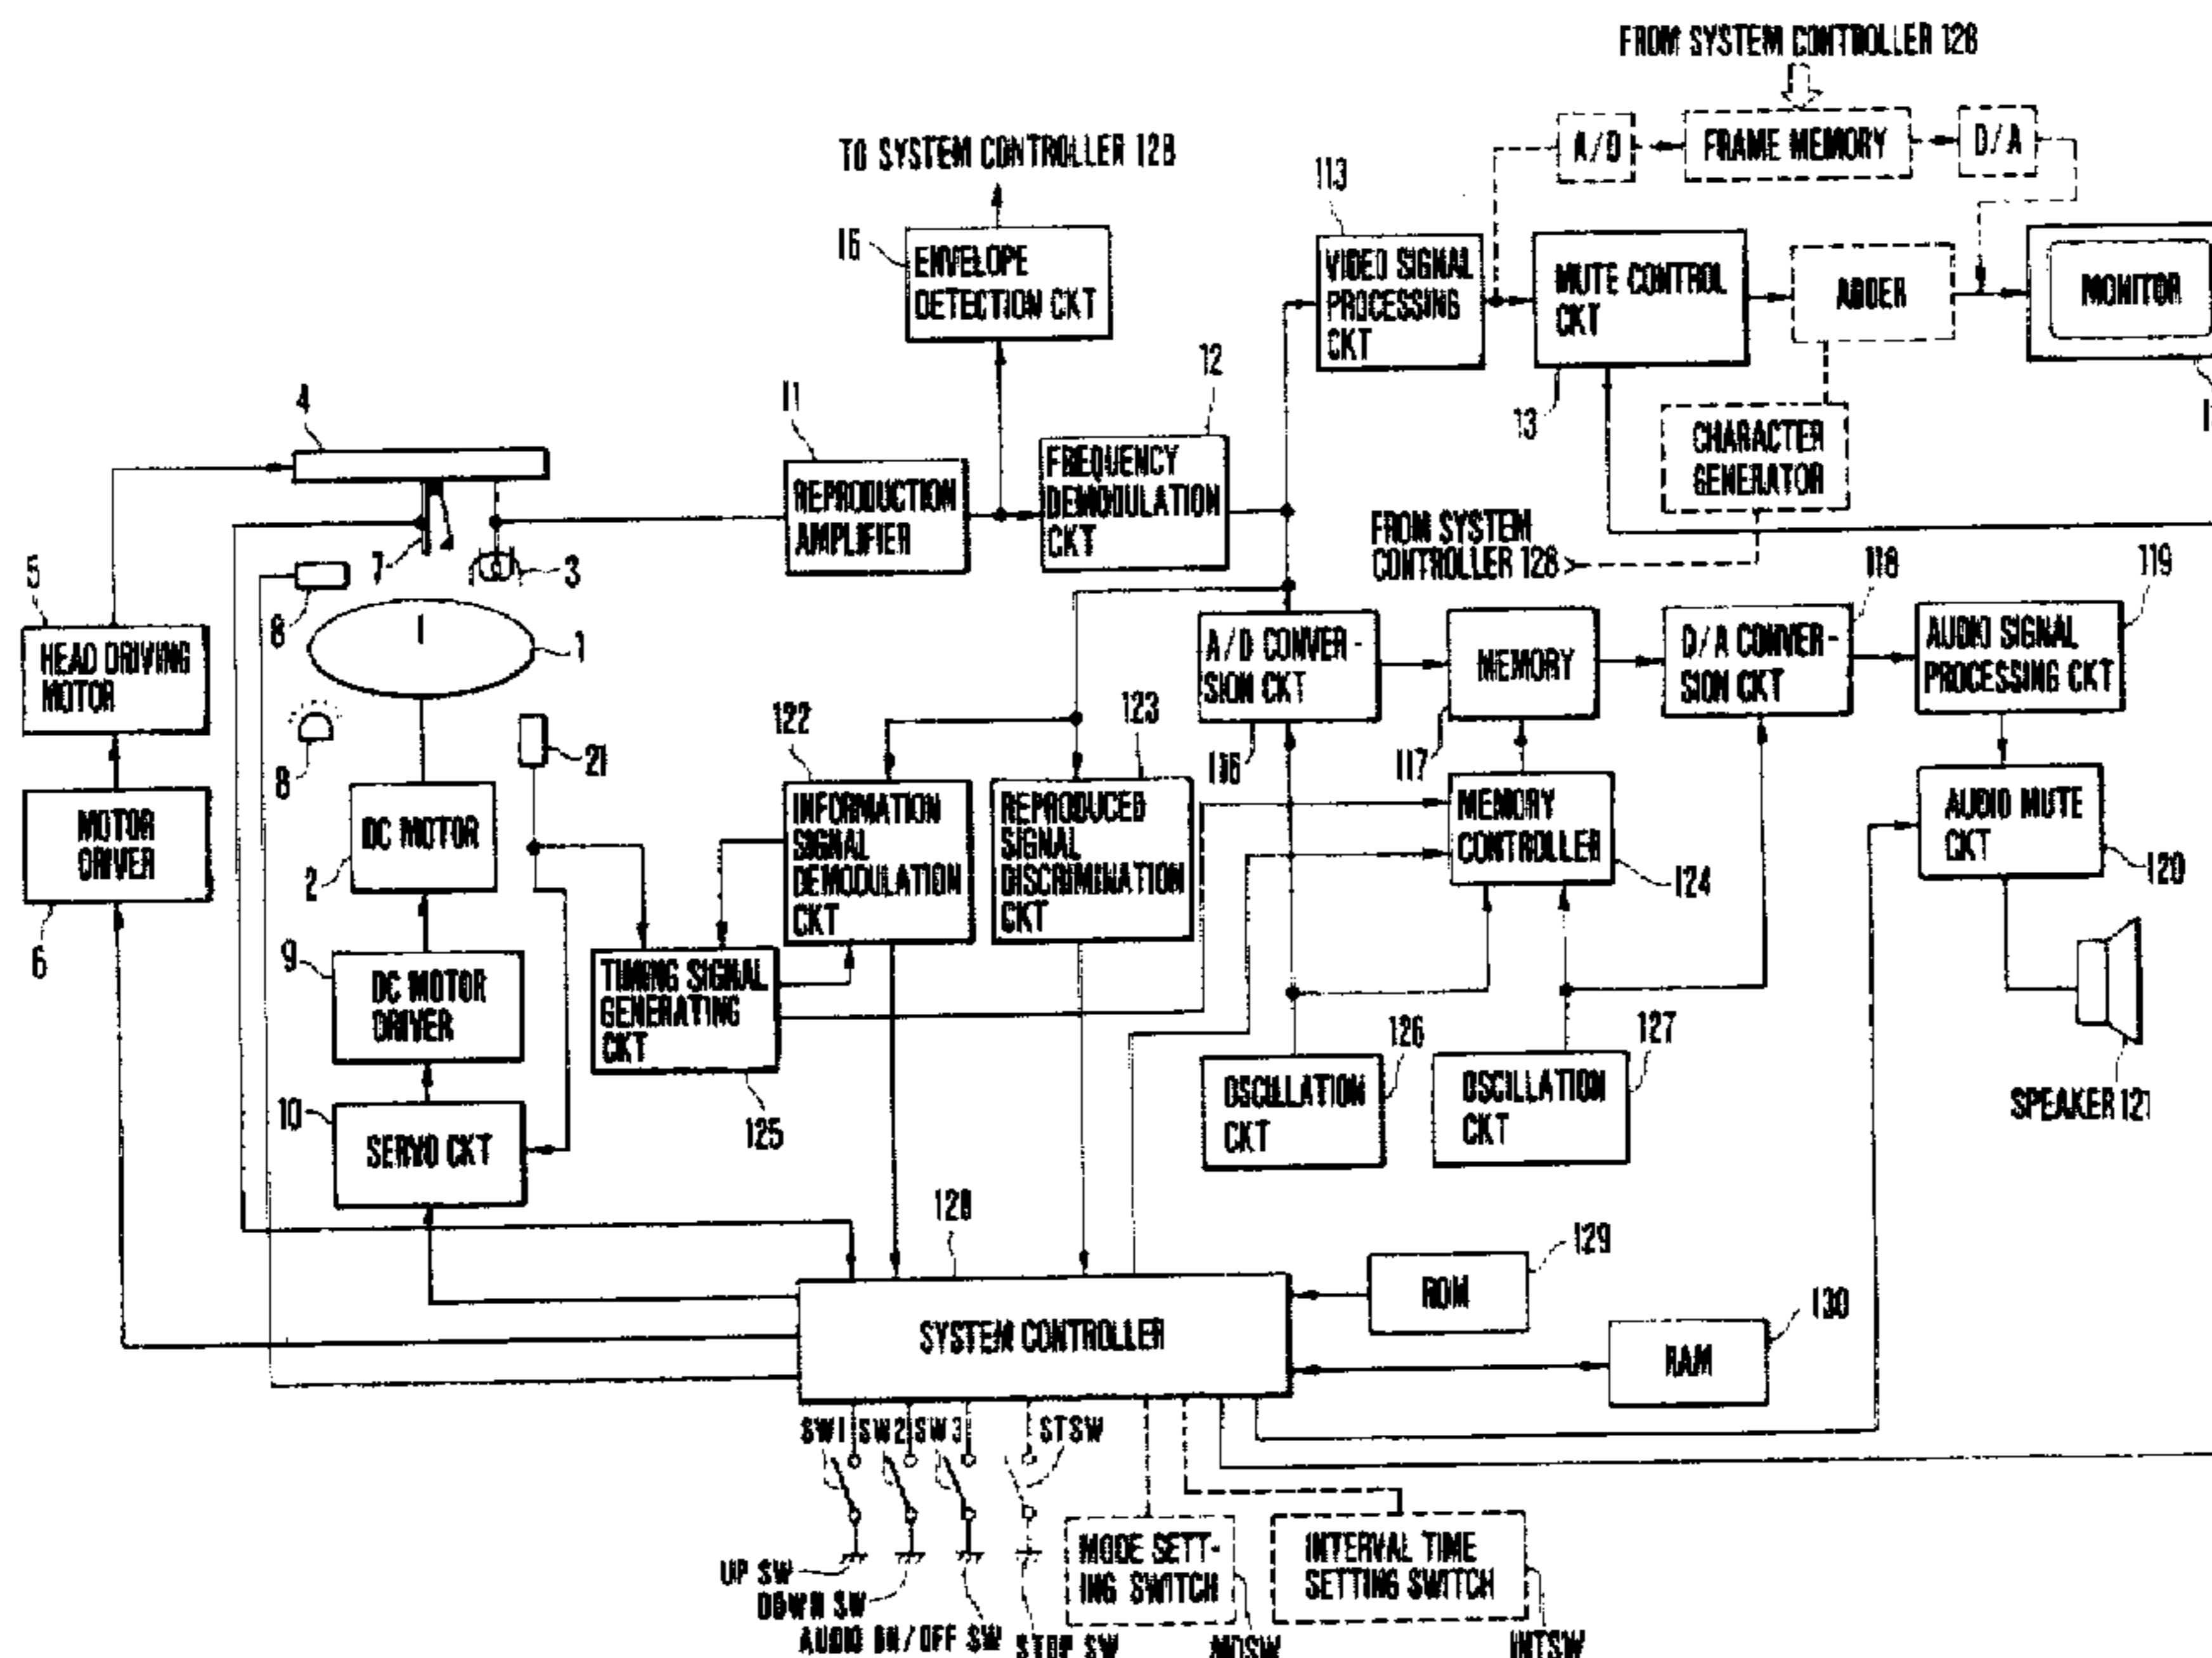 FROM SYSTEM CONTROLLER 128
A/D
FRAME MEMORY
D/A
TO SYSTEM CONTROLLER 128
113
16
ENVELOPE
DETECTION CKT
VIDEO SIGNAL
PROCESSING
CKT
MUTE CONTROL
CKT
ADDER
MONITOR
12
13
4
11
CHARACTER
GENERATOR
FREQUENCY
DEMODULATION
CKT
REPRODUCTION
AMPLIFIER
FROM SYSTEM
CONTROLLER 128
7
3
5
8
1
118
119
HEAD DRIVING
MOTOR
A/D CONVER-
SION CKT
MEMORY
D/A CONVER-
SION CKT
AUDIO SIGNAL
PROCESSING CKT
122
123
21
8
116
117
MOTOR
DRIVER
DC MOTOR
2
INFORMATION
SIGNAL
DEMODULATION
CKT
REPRODUCED
SIGNAL
DISCRIMINATION
CKT
MEMORY
CONTROLLER
124
AUDIO MUTE
CKT
120
6
9
DC MOTOR
DRIVER
TIMING SIGNAL
GENERATING
CKT
125
126
127
OSCILLATION
CKT
OSCILLATION
CKT
SPEAKER 121
10
SERVO CKT
128
129
ROM
130
SYSTEM CONTROLLER
RAM
SW1 SW2 SW3 STSW
MODE SETT-
ING SWITCH
INTERVAL TIME
SETTING SWITCH
UP SW
DOWN SW
AUDIO ON/OFF SW
STOP SW
MDSW
INTSW